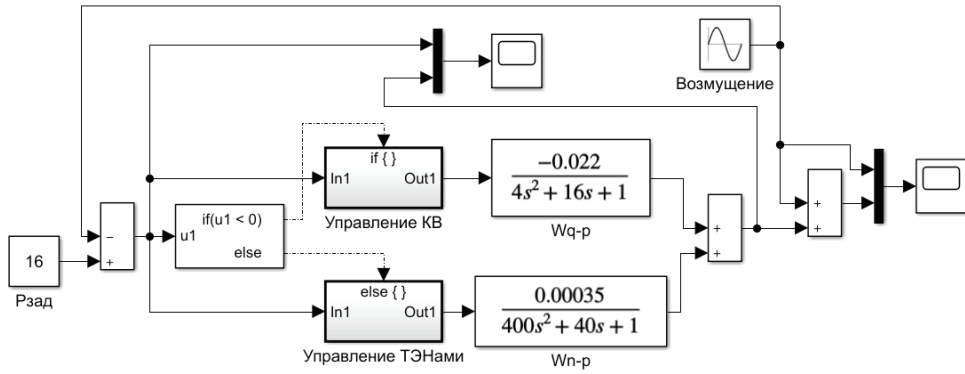 Возмущение
if { }
In1
Out1
Управление КВ
-0.022
4s² + 16s + 1
Wq-p
−
+
16
Рзад
u1
if(u1 < 0)
else
else { }
In1
Out1
Управление ТЭНами
0.00035
400s² + 40s + 1
Wn-p
+
+
+
+